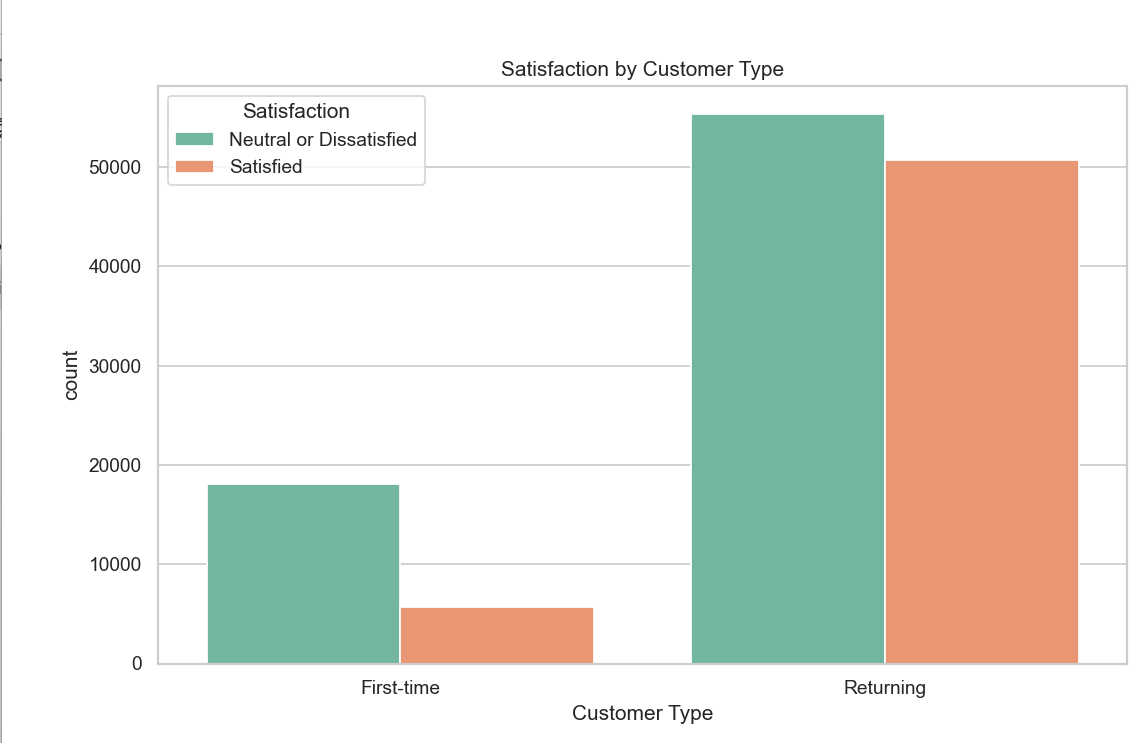 Satisfaction by Customer Type
Satisfaction
Neutral or Dissatisfied
Satisfied
50000
40000
30000
20000
10000
0
count
First-time
Returning
Customer Type